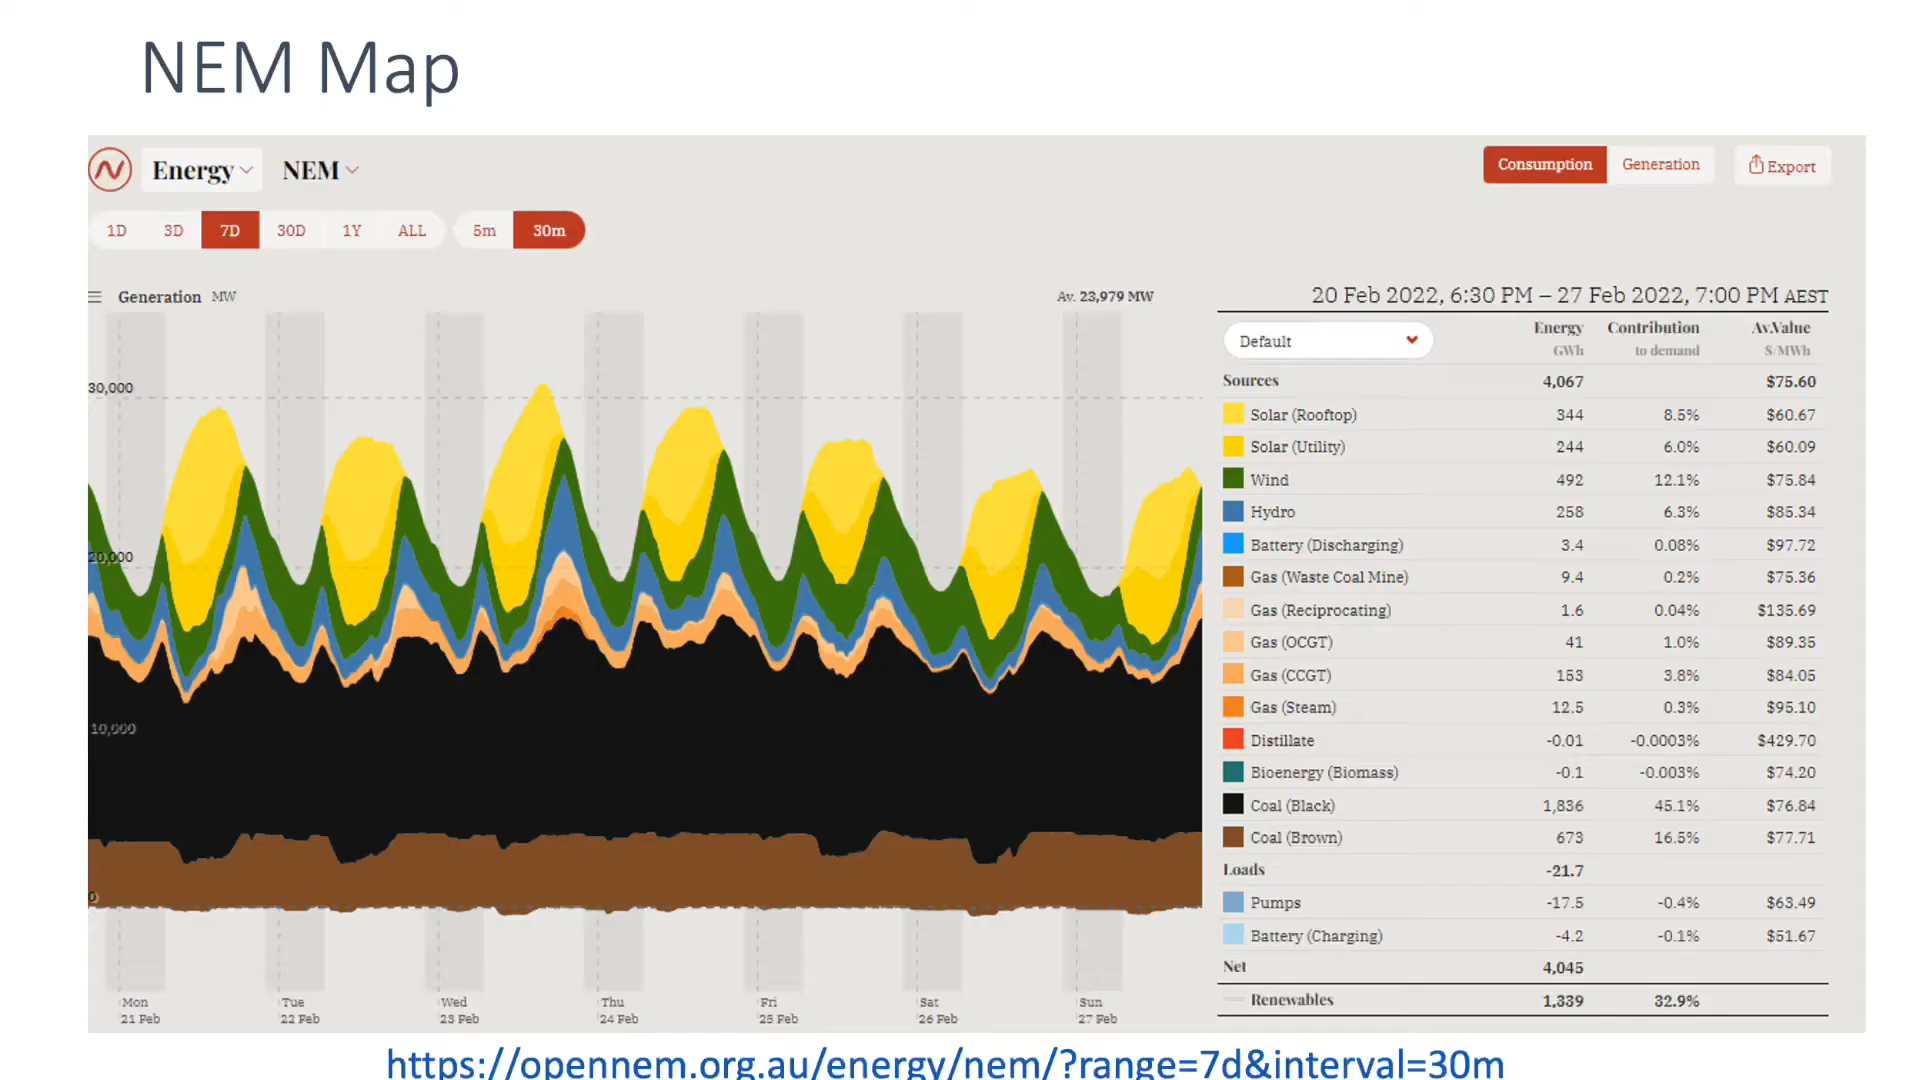 NEM Map
Energy NEM
Consumption Generation Export
1D 3D 7D 30D 1Y ALL 5m 30m
Generation MW
Av. 23,979 MW
20 Feb 2022, 6:30 PM – 27 Feb 2022, 7:00 PM AEST
Default
Energy Contribution Av.Value
GWh to demand $/MWh
Sources 4,067 $75.60
Solar (Rooftop) 344 8.5% $60.67
Solar (Utility) 244 6.0% $60.09
Wind 492 12.1% $75.84
Hydro 258 6.3% $85.34
Battery (Discharging) 3.4 0.08% $97.72
Gas (Waste Coal Mine) 9.4 0.2% $75.36
Gas (Reciprocating) 1.6 0.04% $135.69
Gas (OCGT) 41 1.0% $89.35
Gas (CCGT) 153 3.8% $84.05
Gas (Steam) 12.5 0.3% $95.10
Distillate -0.01 -0.0003% $429.70
Bioenergy (Biomass) -0.1 -0.003% $74.20
Coal (Black) 1,836 45.1% $76.84
Coal (Brown) 673 16.5% $77.71
Loads -21.7
Pumps -17.5 -0.4% $63.49
Battery (Charging) -4.2 -0.1% $51.67
Net 4,045
Renewables 1,339 32.9%
30,000
20,000
10,000
0
Mon Tue Wed Thu Fri Sat Sun
21 Feb 22 Feb 23 Feb 24 Feb 25 Feb 26 Feb 27 Feb
https://opennem.org.au/energy/nem/?range=7d&interval=30m